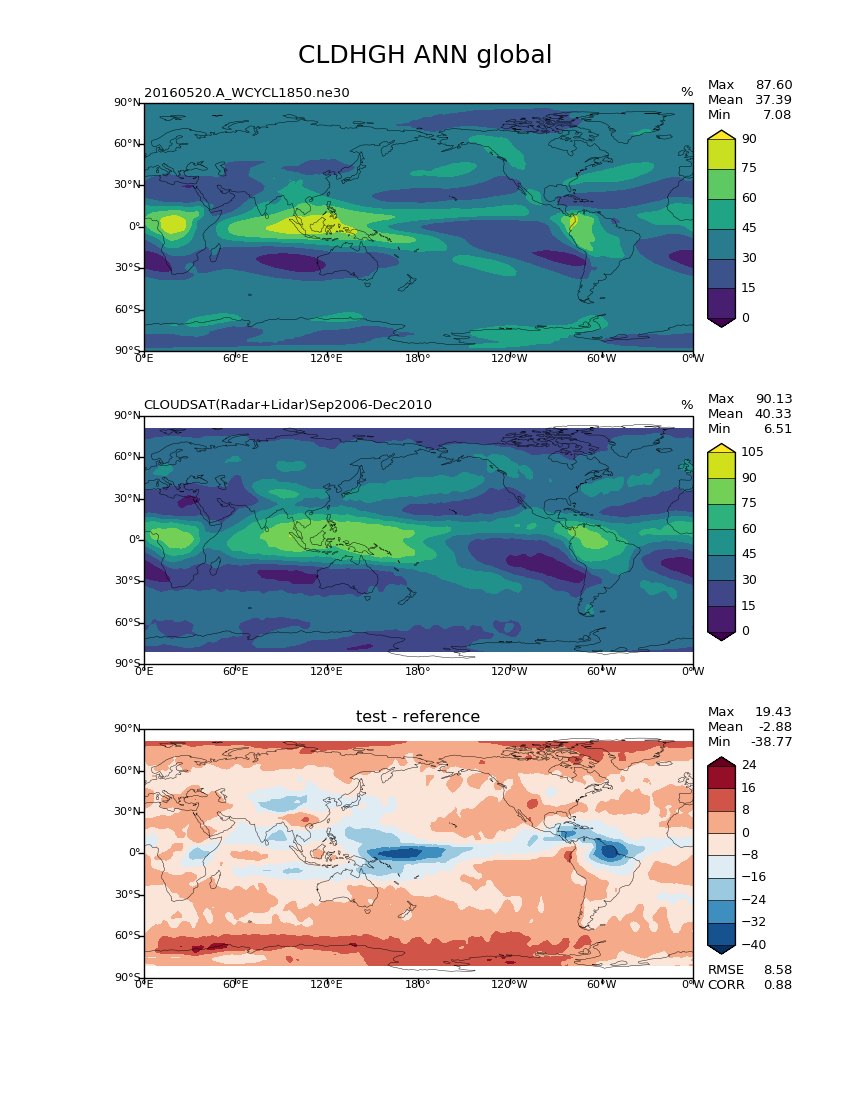 CLDHGH ANN global
20160520.A_WCYCL1850.ne30
%
Max 87.60
Mean 37.39
Min 7.08
90°N
60°N
30°N
0°
30°S
60°S
90°S
0°E 60°E 120°E 180° 120°W 60°W 0°W
90
75
60
45
30
15
0
CLOUDSAT(Radar+Lidar)Sep2006-Dec2010
%
Max 90.13
Mean 40.33
Min 6.51
90°N
60°N
30°N
0°
30°S
60°S
90°S
0°E 60°E 120°E 180° 120°W 60°W 0°W
105
90
75
60
45
30
15
0
test - reference
Max 19.43
Mean -2.88
Min -38.77
90°N
60°N
30°N
0°
30°S
60°S
90°S
0°E 60°E 120°E 180° 120°W 60°W 0°W
24
16
8
0
−8
−16
−24
−32
−40
RMSE 8.58
CORR 0.88